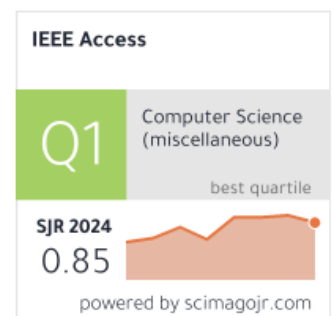 IEEE Access
Q1
Computer Science
(miscellaneous)
best quartile
SJR 2024
0.85
powered by scimagojr.com